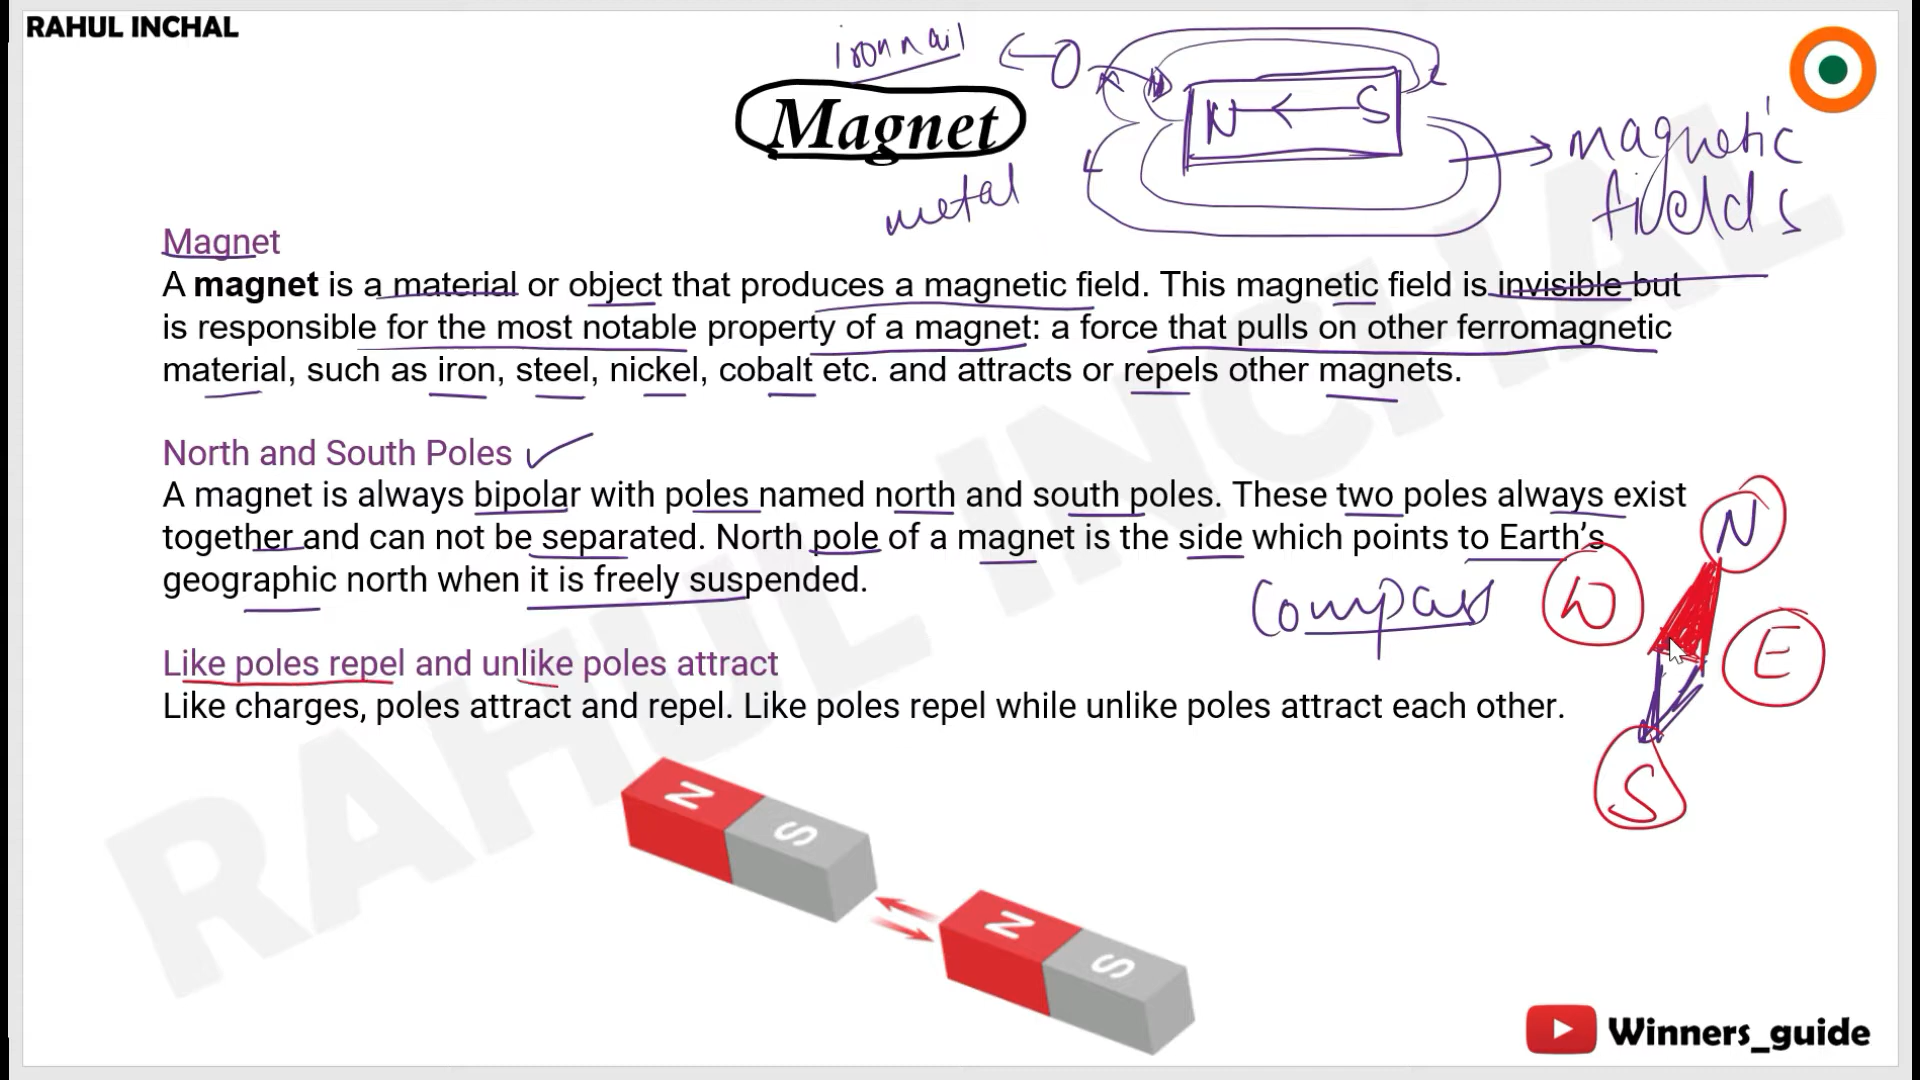 RAHUL INCHAL
iron nail
Magnet
N S
magnetic
fields
metal
Magnet
A magnet is a material or object that produces a magnetic field. This magnetic field is invisible but
is responsible for the most notable property of a magnet: a force that pulls on other ferromagnetic
material, such as iron, steel, nickel, cobalt etc. and attracts or repels other magnets.
North and South Poles
A magnet is always bipolar with poles named north and south poles. These two poles always exist
together and can not be separated. North pole of a magnet is the side which points to Earth’s
geographic north when it is freely suspended.
N
Compass
W
E
S
Like poles repel and unlike poles attract
Like charges, poles attract and repel. Like poles repel while unlike poles attract each other.
N S
N S
RAHUL INCHAL
Winners_guide